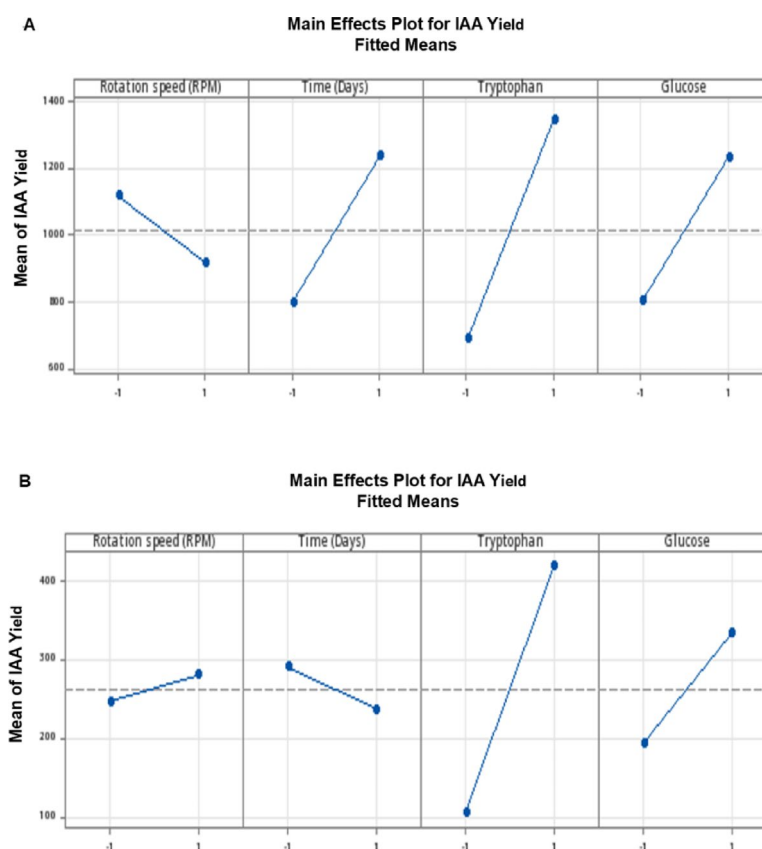 A
Main Effects Plot for IAA Yield
Fitted Means
Rotation speed (RPM) Time (Days) Tryptophan Glucose
Mean of IAA Yield
1400
1200
1000
800
600
-1 1 -1 1 -1 1 -1 1
B
Main Effects Plot for IAA Yield
Fitted Means
Rotation speed (RPM) Time (Days) Tryptophan Glucose
Mean of IAA Yield
400
300
200
100
-1 1 -1 1 -1 1 -1 1